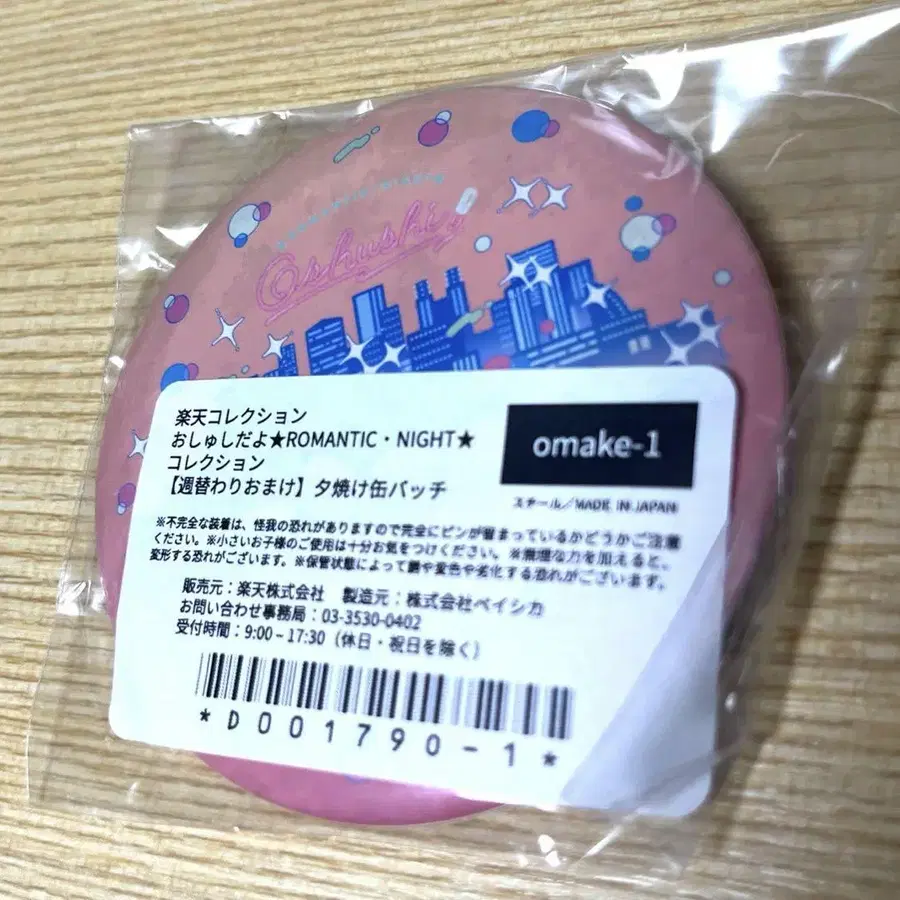 ROMANTIC NIGHT
Oshushi
楽天コレクション
おしゅしだよ★ROMANTIC・NIGHT★
コレクション
【週替わりおまけ】夕焼け缶バッチ
omake-1
スチール/MADE IN JAPAN
※不完全な装着は、怪我の恐れがありますので完全にピンが留まっているかどうかご注意
ください。※小さいお子様のご使用は十分お気をつけください。※無理な力を加えると、
変形する恐れがございます。※保管状態によって錆や変色や劣化する恐れがございます。
販売元:楽天株式会社 製造元:株式会社ベイシカ
お問い合わせ事務局:03-3530-0402
受付時間:9:00–17:30(休日・祝日を除く)
*D001790-1*